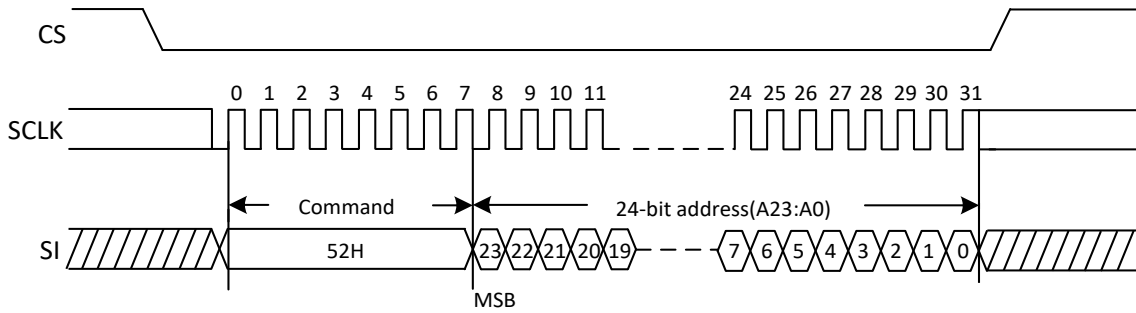 CS
0 1 2 3 4 5 6 7 8 9 10 11 24 25 26 27 28 29 30 31
SCLK
Command 24-bit address(A23:A0)
SI 52H 23 22 21 20 19 7 6 5 4 3 2 1 0
MSB